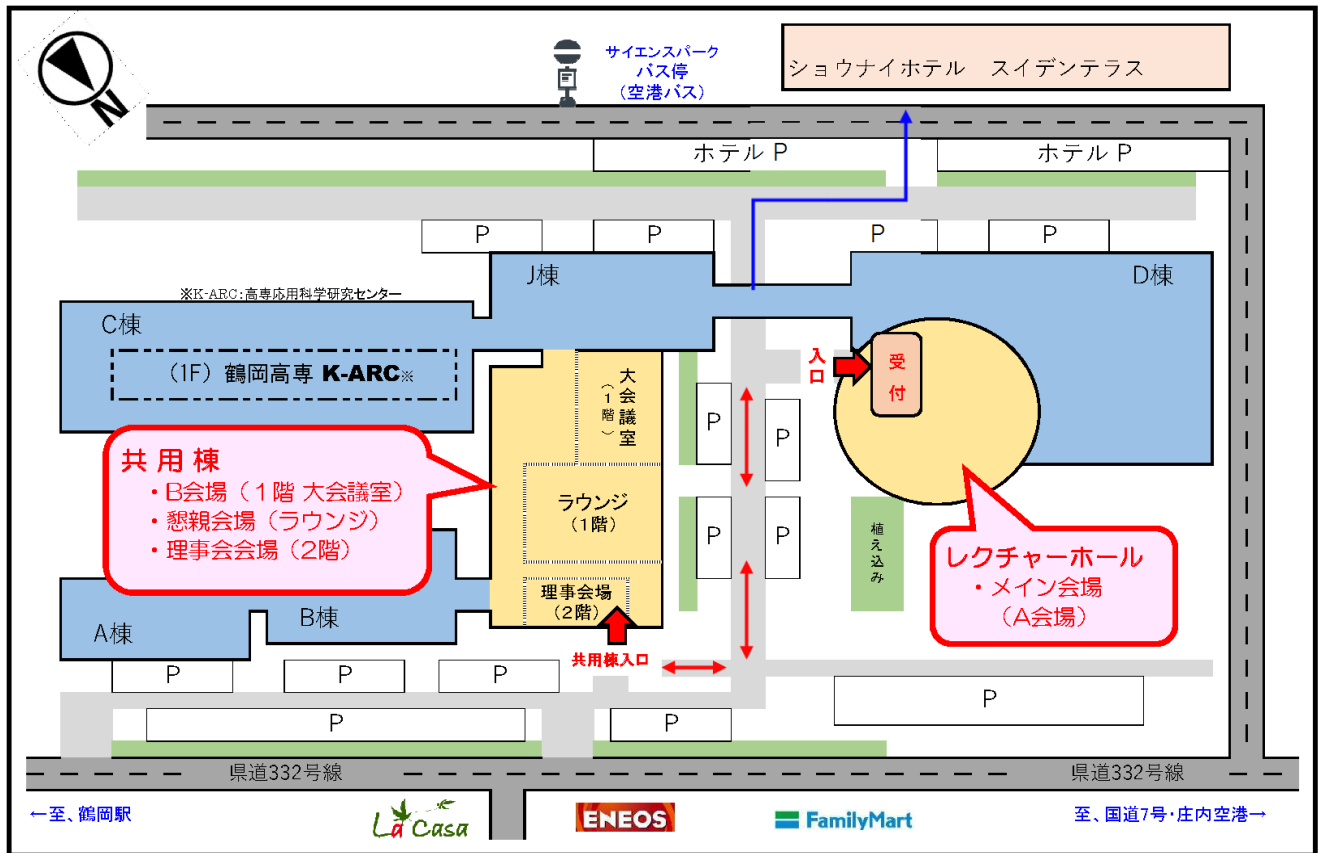 N
サイエンスパーク
バス停
(空港バス)
ショウナイホテル　スイデンテラス
ホテル P
ホテル P
P
P
P
P
J棟
D棟
※K-ARC:高専応用科学研究センター
C棟
(1F) 鶴岡高専 K-ARC※
大会議室
(1階)
入口
受付
P
P
共用棟
・B会場（1階 大会議室）
・懇親会場（ラウンジ）
・理事会会場（2階）
ラウンジ
(1階)
P
P
植え込み
レクチャーホール
・メイン会場
（A会場）
理事会場
(2階)
A棟
B棟
共用棟入口
P
P
P
P
P
P
県道332号線
県道332号線
←至、鶴岡駅
La Casa
ENEOS
FamilyMart
至、国道7号・庄内空港→